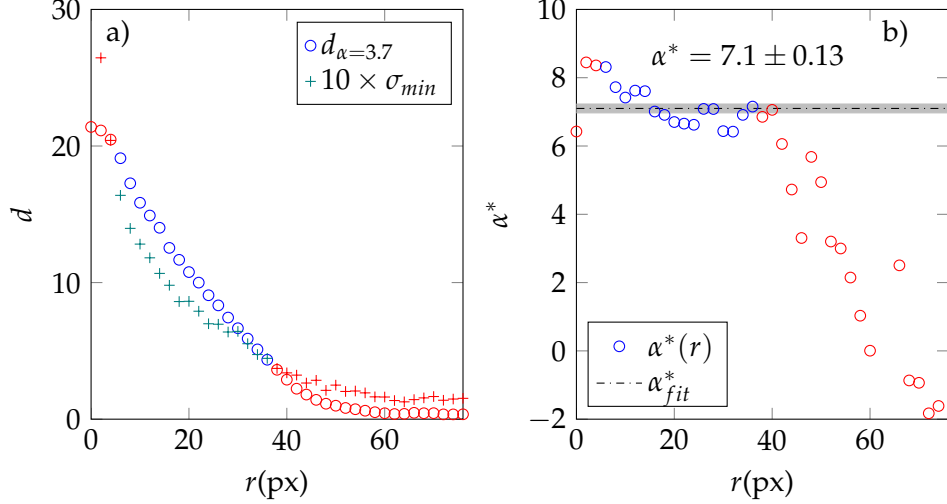 a)
d_{α=3.7}
10 × σ_{min}
30
20
10
0
d
0 20 40 60
r(px)
b)
α* = 7.1 ± 0.13
10
8
6
4
2
0
−2
α*
α*(r)
α*_{fit}
0 20 40 60
r(px)